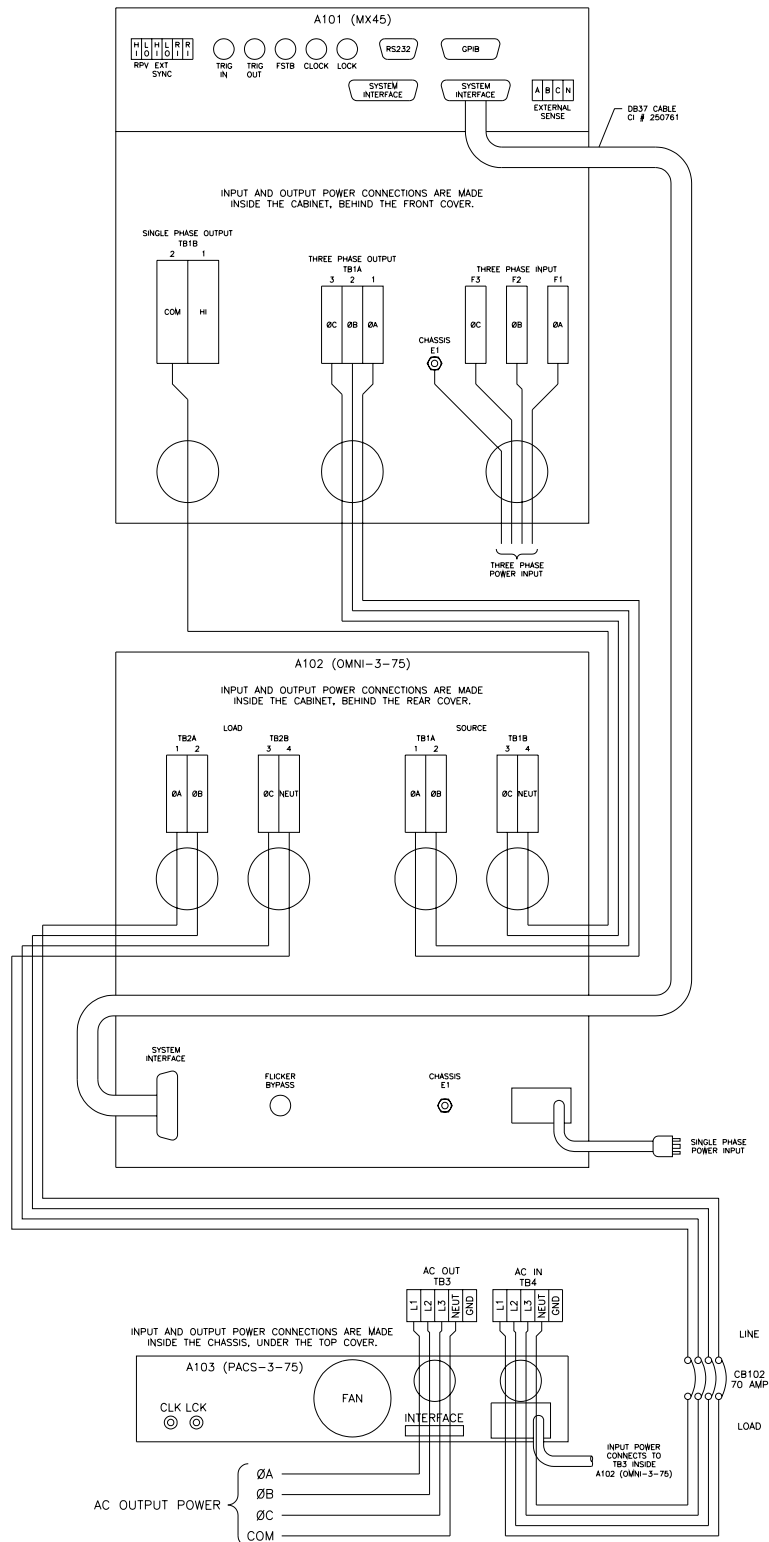 A101 (MX45)
HI LO HI LO RI RI
RPV EXT
SYNC
TRIG
IN
TRIG
OUT
FSTB
CLOCK
LOCK
RS232
GPIB
SYSTEM
INTERFACE
SYSTEM
INTERFACE
A B C N
EXTERNAL
SENSE
DB37 CABLE
CI # 250761
INPUT AND OUTPUT POWER CONNECTIONS ARE MADE
INSIDE THE CABINET, BEHIND THE FRONT COVER.
SINGLE PHASE OUTPUT
TB1B
2 1
COM HI
THREE PHASE OUTPUT
TB1A
3 2 1
ØC ØB ØA
CHASSIS
E1
THREE PHASE INPUT
F3 F2 F1
ØC ØB ØA
THREE PHASE
POWER INPUT
A102 (OMNI-3-75)
INPUT AND OUTPUT POWER CONNECTIONS ARE MADE
INSIDE THE CABINET, BEHIND THE REAR COVER.
LOAD
TB2A
1 2
ØA ØB
TB2B
3 4
ØC NEUT
SOURCE
TB1A
1 2
ØA ØB
TB1B
3 4
ØC NEUT
SYSTEM
INTERFACE
FLICKER
BYPASS
CHASSIS
E1
SINGLE PHASE
POWER INPUT
AC OUT
TB3
L1 L2 L3 NEUT GND
AC IN
TB4
L1 L2 L3 NEUT GND
INPUT AND OUTPUT POWER CONNECTIONS ARE MADE
INSIDE THE CHASSIS, UNDER THE TOP COVER.
A103 (PACS-3-75)
CLK LCK
FAN
INTERFACE
LINE
CB102
70 AMP
LOAD
INPUT POWER
CONNECTS TO
TB3 INSIDE
A102 (OMNI-3-75)
AC OUTPUT POWER
ØA
ØB
ØC
COM